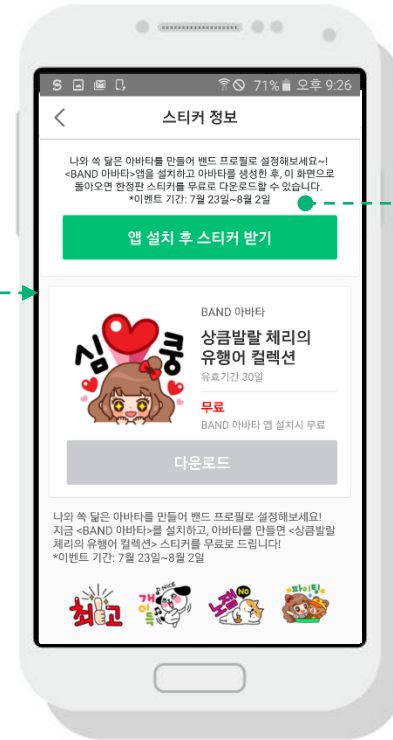 71% 오후 9:26
스티커 정보
나와 쏙 닮은 아바타를 만들어 밴드 프로필로 설정해보세요~!
<BAND 아바타>앱을 설치하고 아바타를 생성한 후, 이 화면으로
돌아오면 한정판 스티커를 무료로 다운로드할 수 있습니다.
*이벤트 기간: 7월 23일~8월 2일
앱 설치 후 스티커 받기
BAND 아바타
심쿵
상큼발랄 체리의
유행어 컬렉션
유효기간 30일
무료
BAND 아바타 앱 설치시 무료
다운로드
나와 쏙 닮은 아바타를 만들어 밴드 프로필로 설정해보세요!
지금 <BAND 아바타>를 설치하고, 아바타를 만들면 <상큼발랄
체리의 유행어 컬렉션> 스티커를 무료로 드립니다!
*이벤트 기간: 7월 23일~8월 2일
최고
개이득 NICE
노잼 NO
파이팅